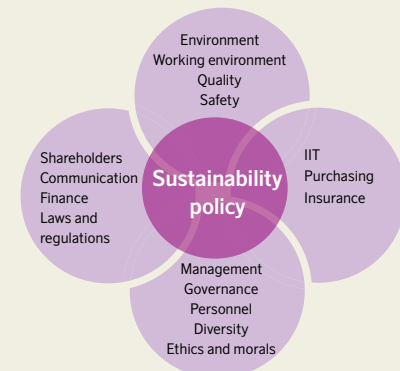 Environment
Working environment
Quality
Safety
Shareholders
Communication
Finance
Laws and
regulations
Sustainability
policy
IIT
Purchasing
Insurance
Management
Governance
Personnel
Diversity
Ethics and morals